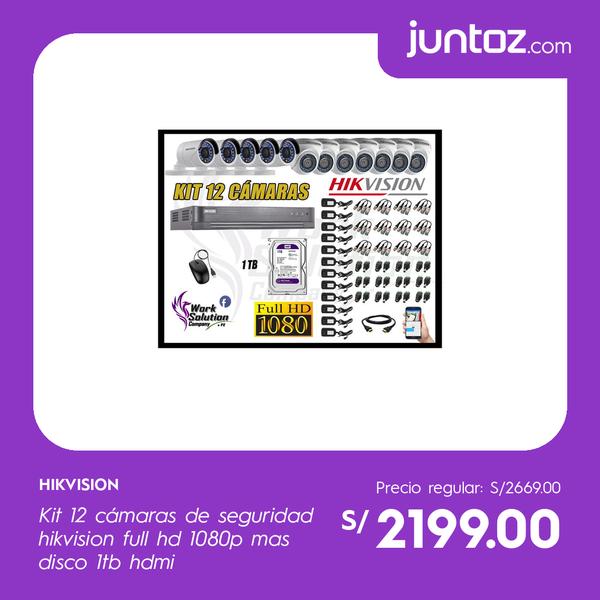 juntoz.com
KIT 12 CÁMARAS
HIKVISION
1 TB
Work
Solution
Company
Full HD
1080
HIKVISION
Kit 12 cámaras de seguridad
hikvision full hd 1080p mas
disco 1tb hdmi
Precio regular: S/2669.00
S/ 2199.00